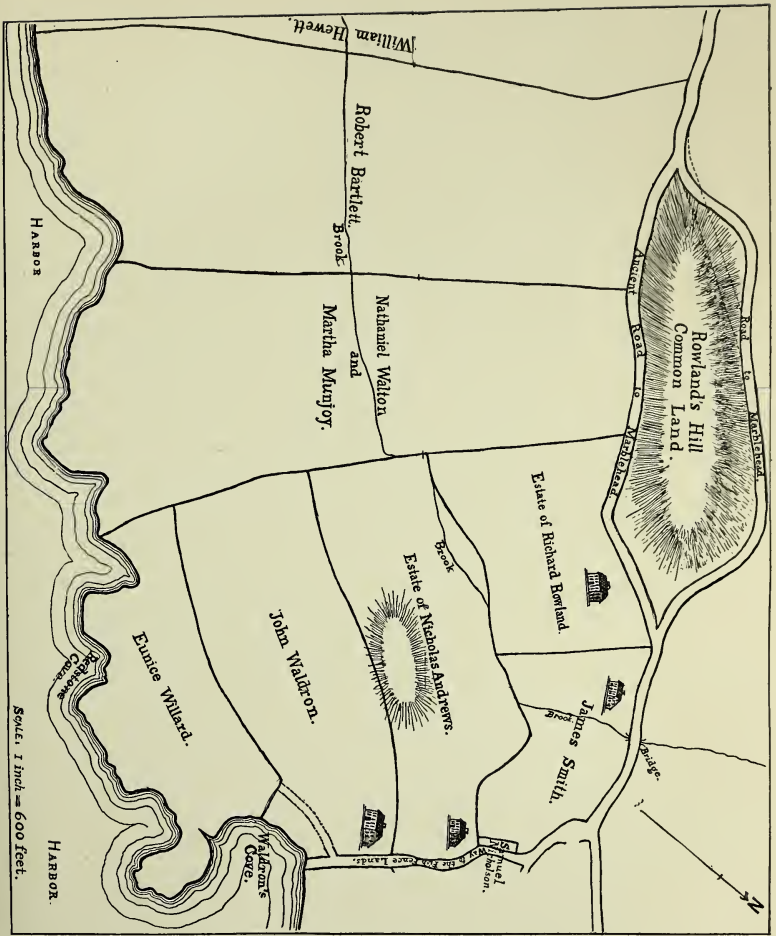 William Hewett.
Robert Bartlett.
Brook
HARBOR
Ancient Road to Marblehead.
Road to Marblehead.
Rowland's Hill
Common Land.
Nathaniel Walton
and
Martha Munjoy.
Estate of Richard Rowland.
Brook
Estate of Nicholas Andrews.
John Waldron.
Eunice Willard.
Redstone
Cove.
James Smith.
Brook.
Bridge.
Samuel
Nicholson.
Way to the Fence Lands.
Waldron's
Cove.
HARBOR.
SCALE, 1 inch = 600 feet.
N